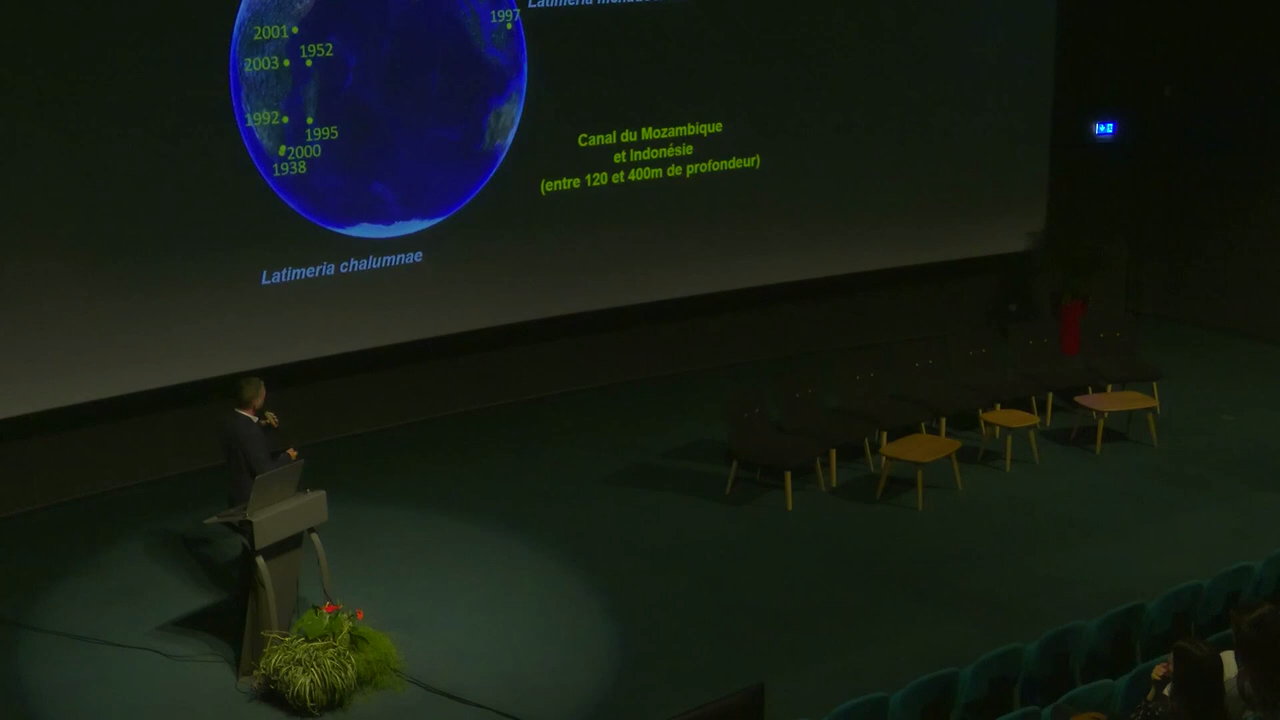 1997
Latimeria
2001
1952
2003
1992
1995
2000
1938
Canal du Mozambique
et Indonésie
(entre 120 et 400m de profondeur)
Latimeria chalumnae